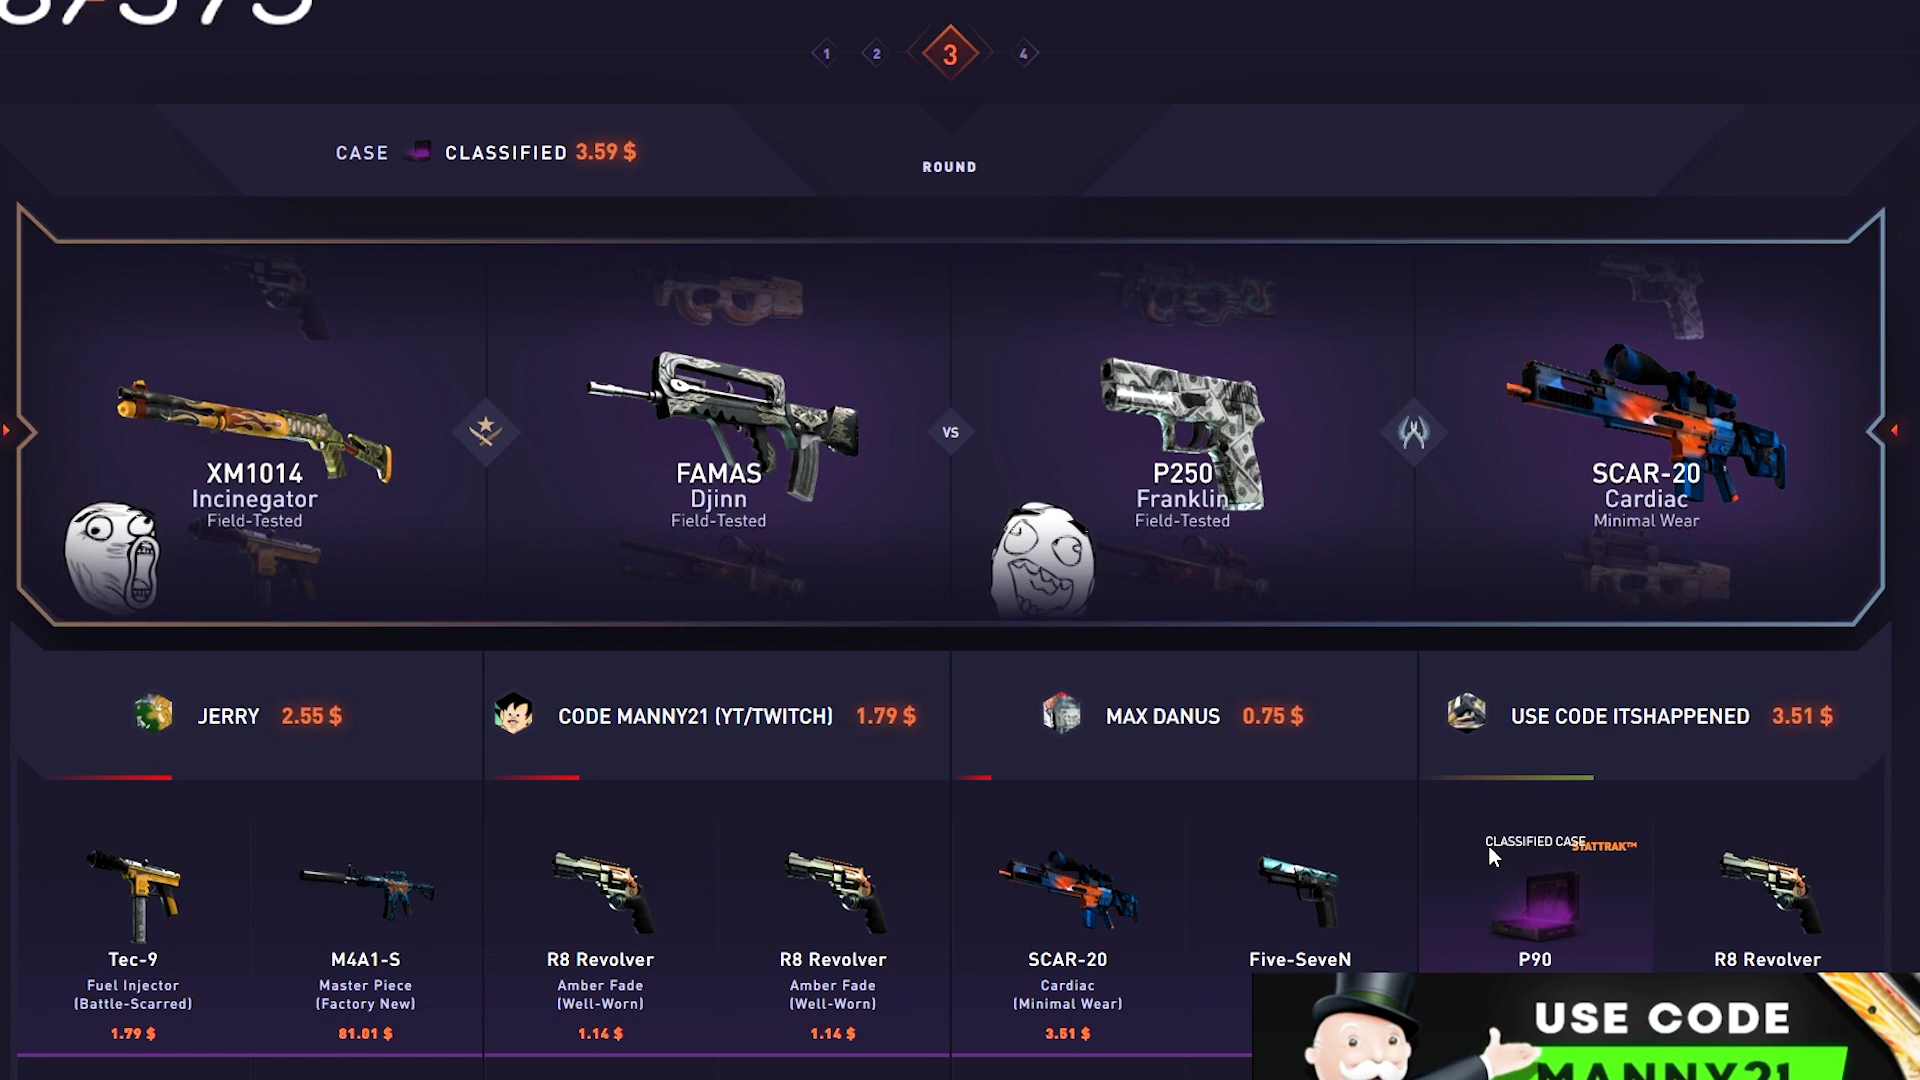 1 2 3 4
CASE CLASSIFIED 3.59 $
ROUND
XM1014
Incinegator
Field-Tested
FAMAS
Djinn
Field-Tested
VS
P250
Franklin
Field-Tested
SCAR-20
Cardiac
Minimal Wear
JERRY 2.55 $
CODE MANNY21 (YT/TWITCH) 1.79 $
MAX DANUS 0.75 $
USE CODE ITSHAPPENED 3.51 $
Tec-9
Fuel Injector
(Battle-Scarred)
1.79 $
M4A1-S
Master Piece
(Factory New)
81.01 $
R8 Revolver
Amber Fade
(Well-Worn)
1.14 $
R8 Revolver
Amber Fade
(Well-Worn)
1.14 $
SCAR-20
Cardiac
(Minimal Wear)
3.51 $
Five-SeveN
CLASSIFIED CASE
STATTRAK™
P90
R8 Revolver
USE CODE
MANNY21